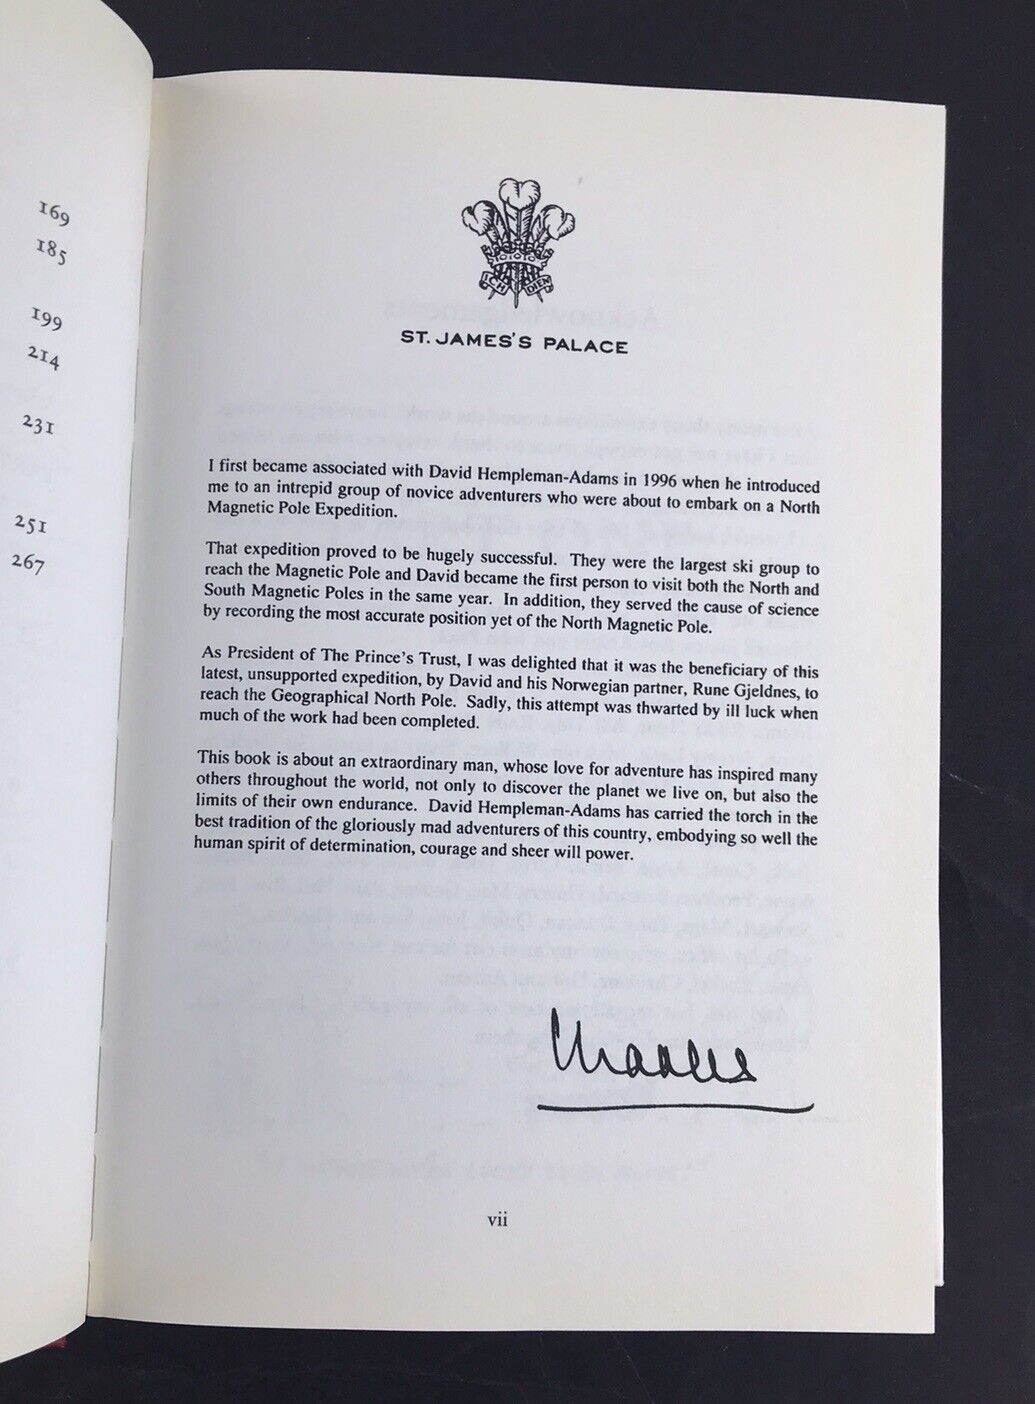 169
185
199
214
231
251
267
ICH DIEN
ST. JAMES'S PALACE
I first became associated with David Hempleman-Adams in 1996 when he introduced
me to an intrepid group of novice adventurers who were about to embark on a North
Magnetic Pole Expedition.
That expedition proved to be hugely successful. They were the largest ski group to
reach the Magnetic Pole and David became the first person to visit both the North and
South Magnetic Poles in the same year. In addition, they served the cause of science
by recording the most accurate position yet of the North Magnetic Pole.
As President of The Prince's Trust, I was delighted that it was the beneficiary of this
latest, unsupported expedition, by David and his Norwegian partner, Rune Gjeldnes, to
reach the Geographical North Pole. Sadly, this attempt was thwarted by ill luck when
much of the work had been completed.
This book is about an extraordinary man, whose love for adventure has inspired many
others throughout the world, not only to discover the planet we live on, but also the
limits of their own endurance. David Hempleman-Adams has carried the torch in the
best tradition of the gloriously mad adventurers of this country, embodying so well the
human spirit of determination, courage and sheer will power.
Charles
vii